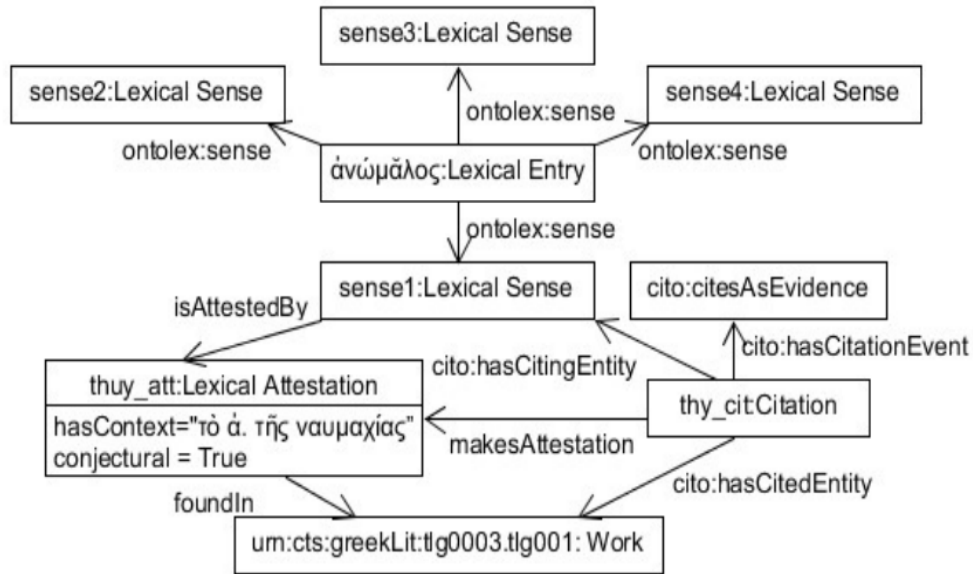 sense3:Lexical Sense
sense2:Lexical Sense
sense4:Lexical Sense
ontolex:sense
ontolex:sense
ontolex:sense
ἀνώμᾰλος:Lexical Entry
ontolex:sense
sense1:Lexical Sense
cito:citesAsEvidence
isAttestedBy
cito:hasCitationEvent
cito:hasCitingEntity
thuy_att:Lexical Attestation
thy_cit:Citation
hasContext="τὸ ἀ. τῆς ναυμαχίας"
conjectural = True
makesAttestation
foundIn
cito:hasCitedEntity
urn:cts:greekLit:tlg0003.tlg001: Work